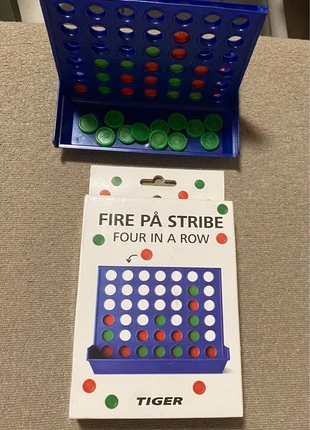 FIRE PÅ STRIBE
FOUR IN A ROW
TIGER